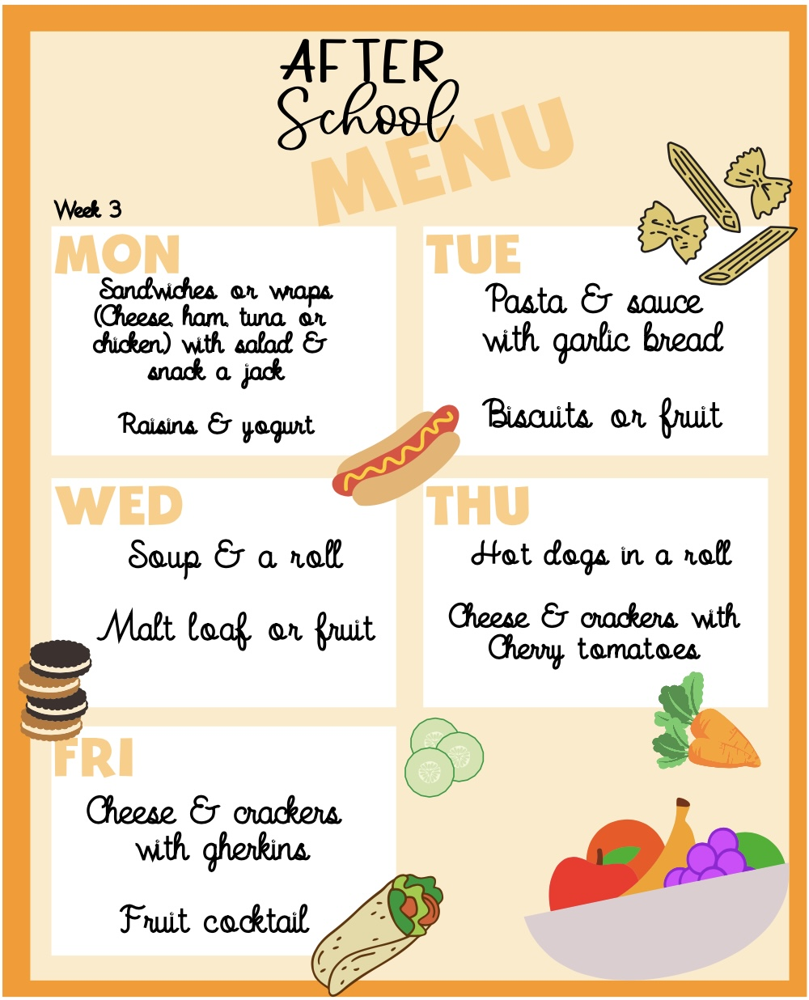 AFTER
School
MENU
Week 3
MON
Sandwiches or wraps
(Cheese, ham, tuna or
chicken) with salad &
snack a jack
Raisins & yogurt
TUE
Pasta & sauce
with garlic bread
Biscuits or fruit
WED
Soup & a roll
Malt loaf or fruit
THU
Hot dogs in a roll
Cheese & crackers with
Cherry tomatoes
FRI
Cheese & crackers
with gherkins
Fruit cocktail